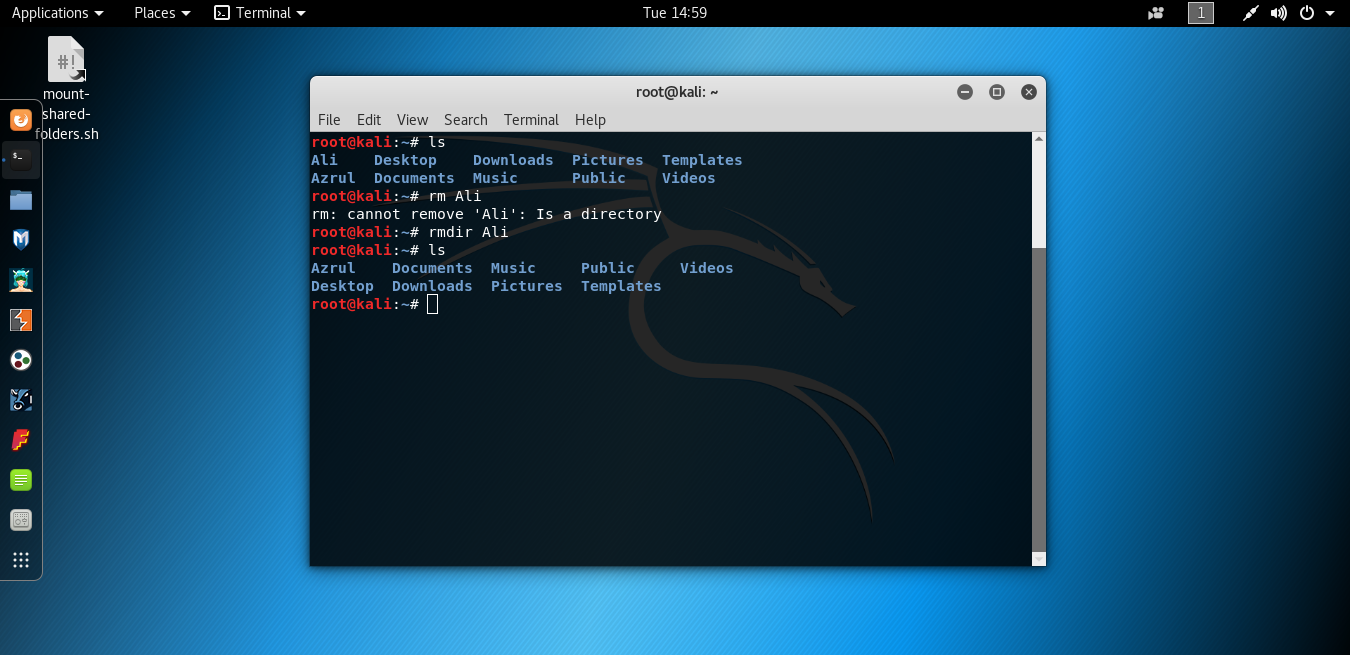 Applications Places Terminal Tue 14:59 1
mount-
shared-
folders.sh
root@kali: ~
File Edit View Search Terminal Help
root@kali:~# ls
Ali    Desktop    Downloads  Pictures  Templates
Azrul  Documents  Music      Public    Videos
root@kali:~# rm Ali
rm: cannot remove 'Ali': Is a directory
root@kali:~# rmdir Ali
root@kali:~# ls
Azrul    Documents  Music     Public     Videos
Desktop  Downloads  Pictures  Templates
root@kali:~#